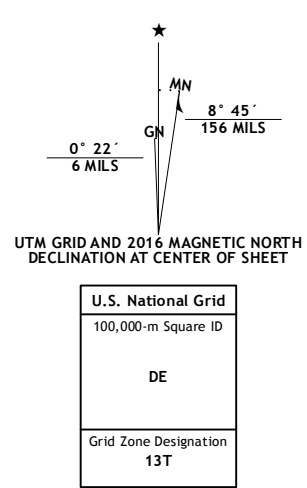 ★
MN
8° 45´
156 MILS
GN
0° 22´
6 MILS
UTM GRID AND 2016 MAGNETIC NORTH
DECLINATION AT CENTER OF SHEET
U.S. National Grid
100,000-m Square ID
DE
Grid Zone Designation
13T